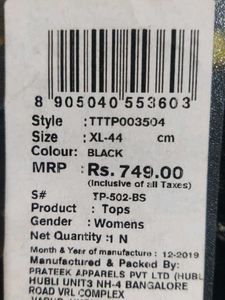 8 905040 553603
Style :TTTP003504
Size : XL-44 cm
Colour: BLACK
MRP : Rs. 749.00
(Inclusive of all Taxes)
S# TP-502-BS
Product : Tops
Gender : Womens
Net Quantity :1 N
Month & Year of manufacture : 12-2019
Manufactured & Packed By:
PRATEEK APPARELS PVT LTD (HUBL
HUBLI UNIT3 NH-4 BANGALORE
ROAD VRL COMPLEX